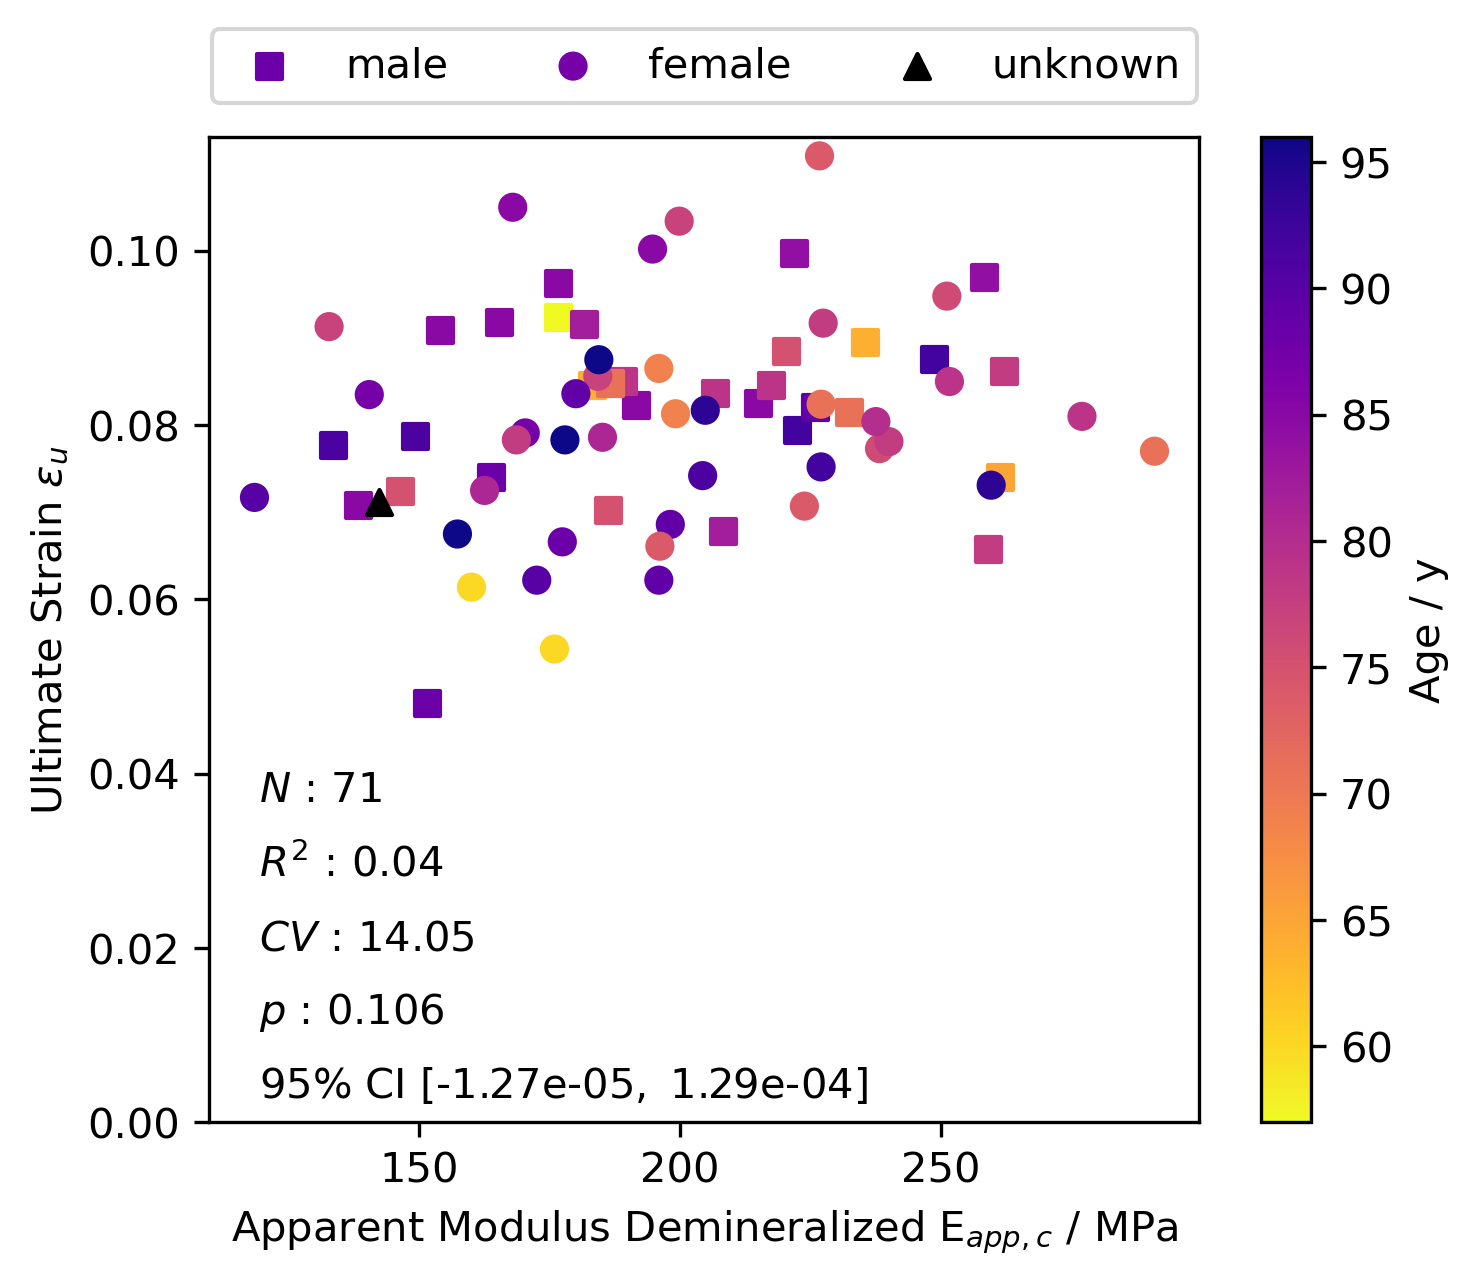 male female unknown
0.10
0.08
0.06
0.04
0.02
0.00
Ultimate Strain εu
N : 71
R² : 0.04
CV : 14.05
p : 0.106
95% CI [-1.27e-05, 1.29e-04]
150 200 250
Apparent Modulus Demineralized Eapp, c / MPa
95
90
85
80
75
70
65
60
Age / y